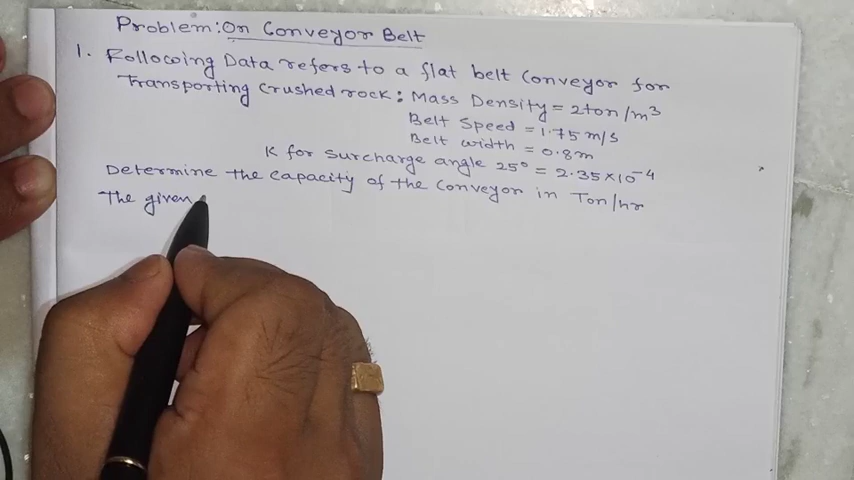 Problem: On Conveyor Belt
1. Following Data refers to a flat belt Conveyor for
Transporting Crushed rock: Mass Density = 2ton/m³
Belt Speed = 1.75 m/s
Belt width = 0.8m
K for surcharge angle 25° = 2.35×10⁻⁴
Determine the capacity of the conveyor in Ton/hr
The given